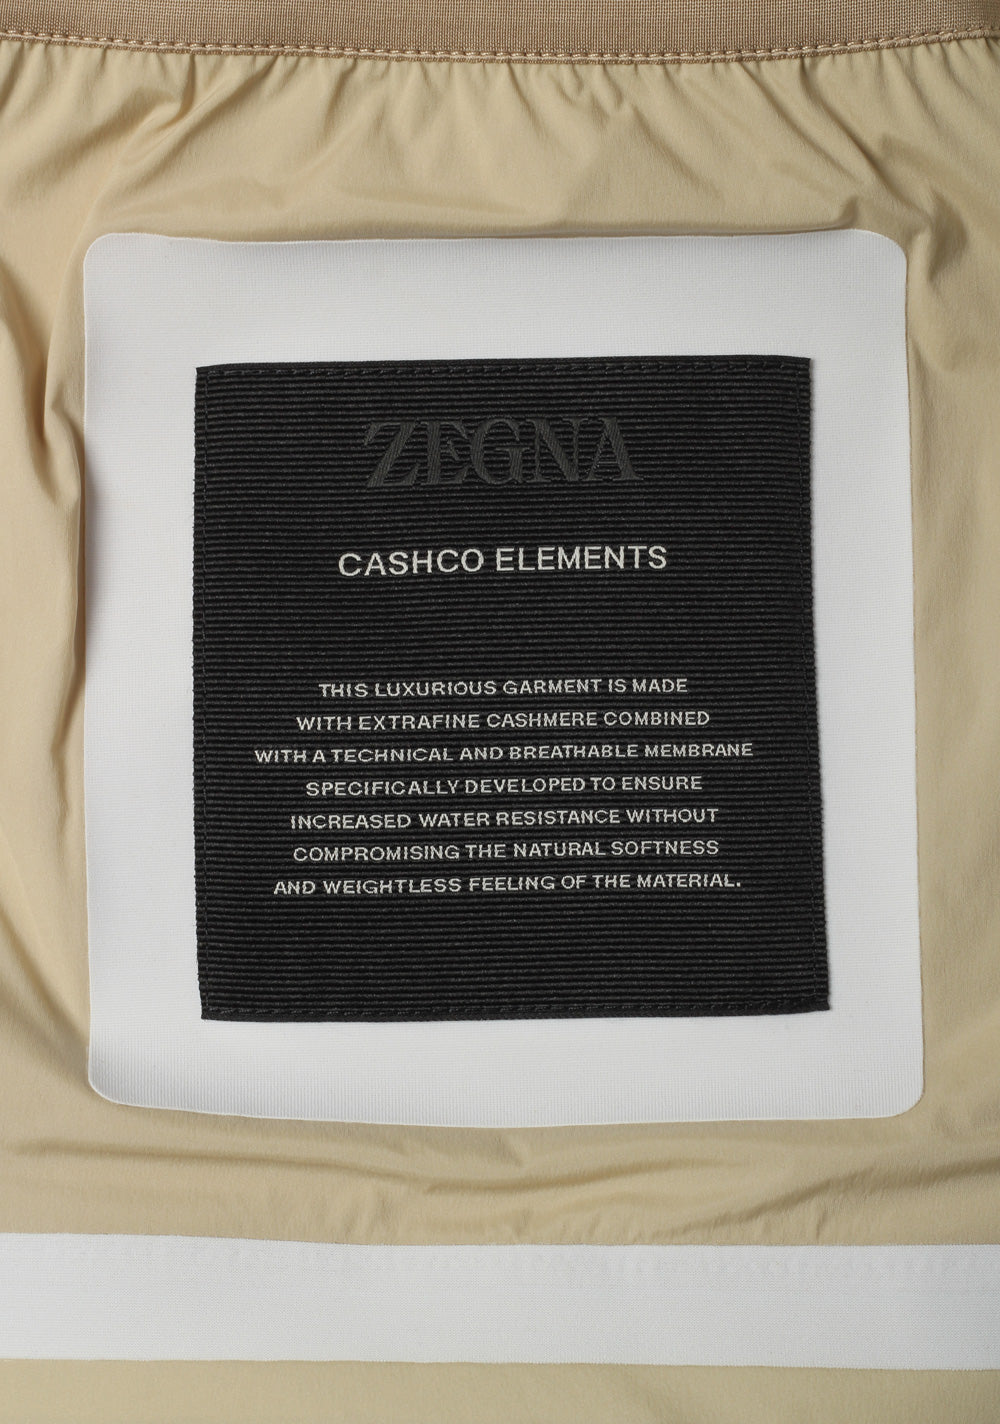 ZEGNA
CASHCO ELEMENTS
THIS LUXURIOUS GARMENT IS MADE
WITH EXTRAFINE CASHMERE COMBINED
WITH A TECHNICAL AND BREATHABLE MEMBRANE
SPECIFICALLY DEVELOPED TO ENSURE
INCREASED WATER RESISTANCE WITHOUT
COMPROMISING THE NATURAL SOFTNESS
AND WEIGHTLESS FEELING OF THE MATERIAL.